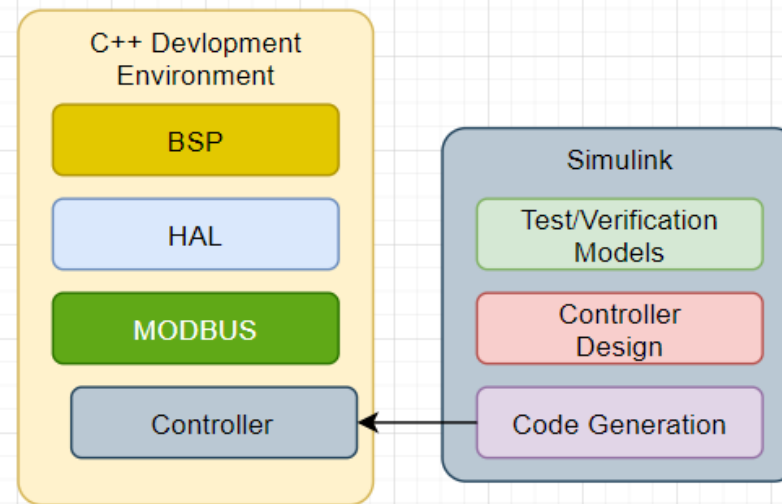 C++ Devlopment
Environment
BSP
HAL
MODBUS
Controller
Simulink
Test/Verification
Models
Controller
Design
Code Generation